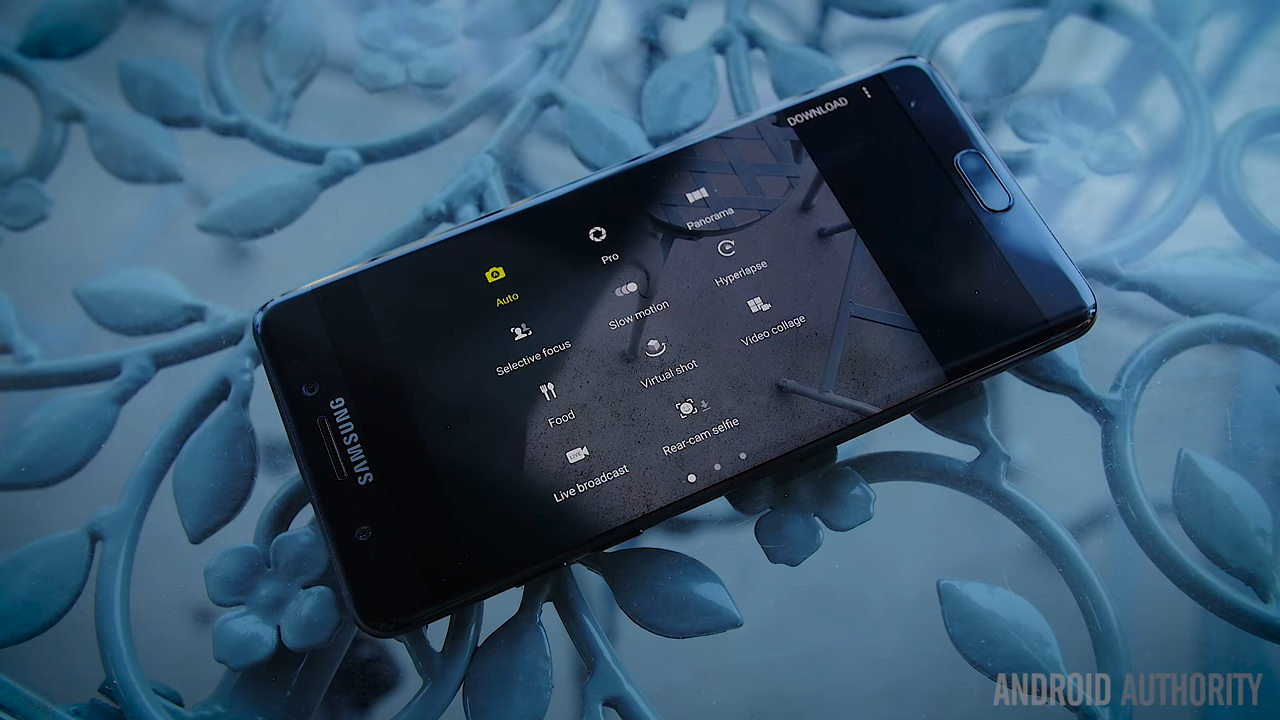 DOWNLOAD
Auto
Pro
Panorama
Selective focus
Slow motion
Hyperlapse
Food
Virtual shot
Video collage
LIVE
Live broadcast
Rear-cam selfie
SAMSUNG
ANDROID AUTHORITY